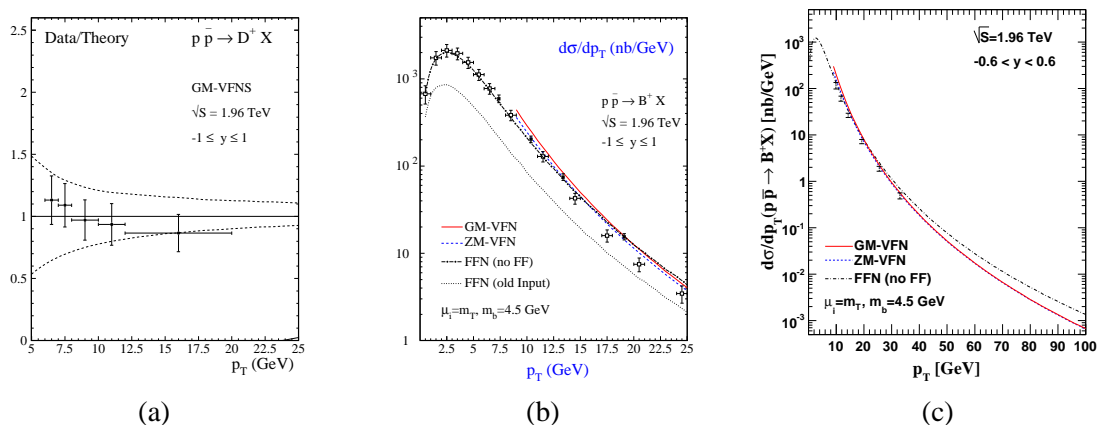 2.5
2
1.5
1
0.5
0
Data/Theory
p p̄ → D⁺ X
GM-VFNS
√S = 1.96 TeV
-1 ≤ y ≤ 1
5 7.5 10 12.5 15 17.5 20 22.5 25
p_T (GeV)
(a)
10³
10²
10
1
dσ/dp_T (nb/GeV)
p p̄ → B⁺ X
√S = 1.96 TeV
-1 ≤ y ≤ 1
GM-VFN
ZM-VFN
FFN (no FF)
FFN (old Input)
μ_i=m_T, m_b=4.5 GeV
2.5 5 7.5 10 12.5 15 17.5 20 22.5 25
p_T (GeV)
(b)
dσ/dp_T(p p̄ → B⁺X) [nb/GeV]
10³
10²
10
1
10⁻¹
10⁻²
10⁻³
√S=1.96 TeV
-0.6 < y < 0.6
GM-VFN
ZM-VFN
FFN (no FF)
μ_i=m_T, m_b=4.5 GeV
10 20 30 40 50 60 70 80 90 100
p_T [GeV]
(c)